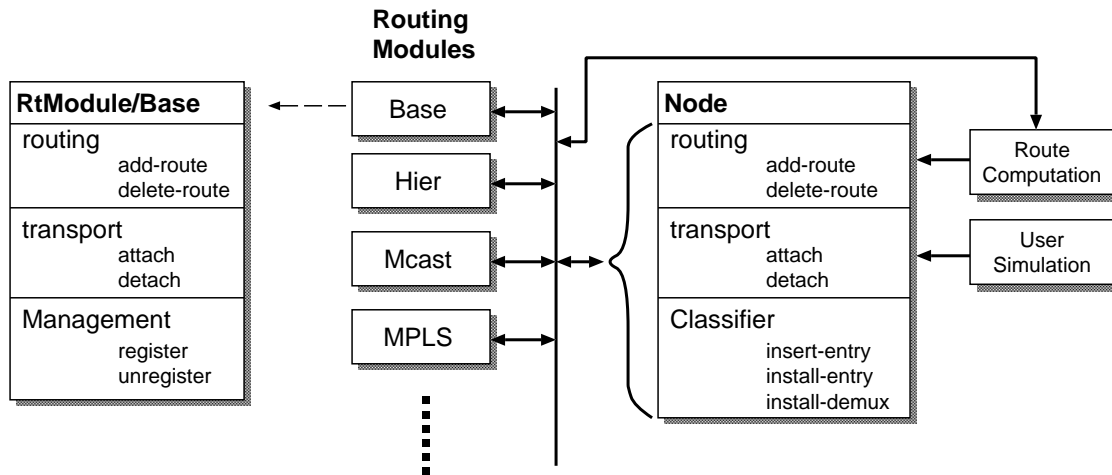 Routing
Modules
RtModule/Base
routing
add-route
delete-route
transport
attach
detach
Management
register
unregister
Base
Hier
Mcast
MPLS
Node
routing
add-route
delete-route
transport
attach
detach
Classifier
insert-entry
install-entry
install-demux
Route
Computation
User
Simulation